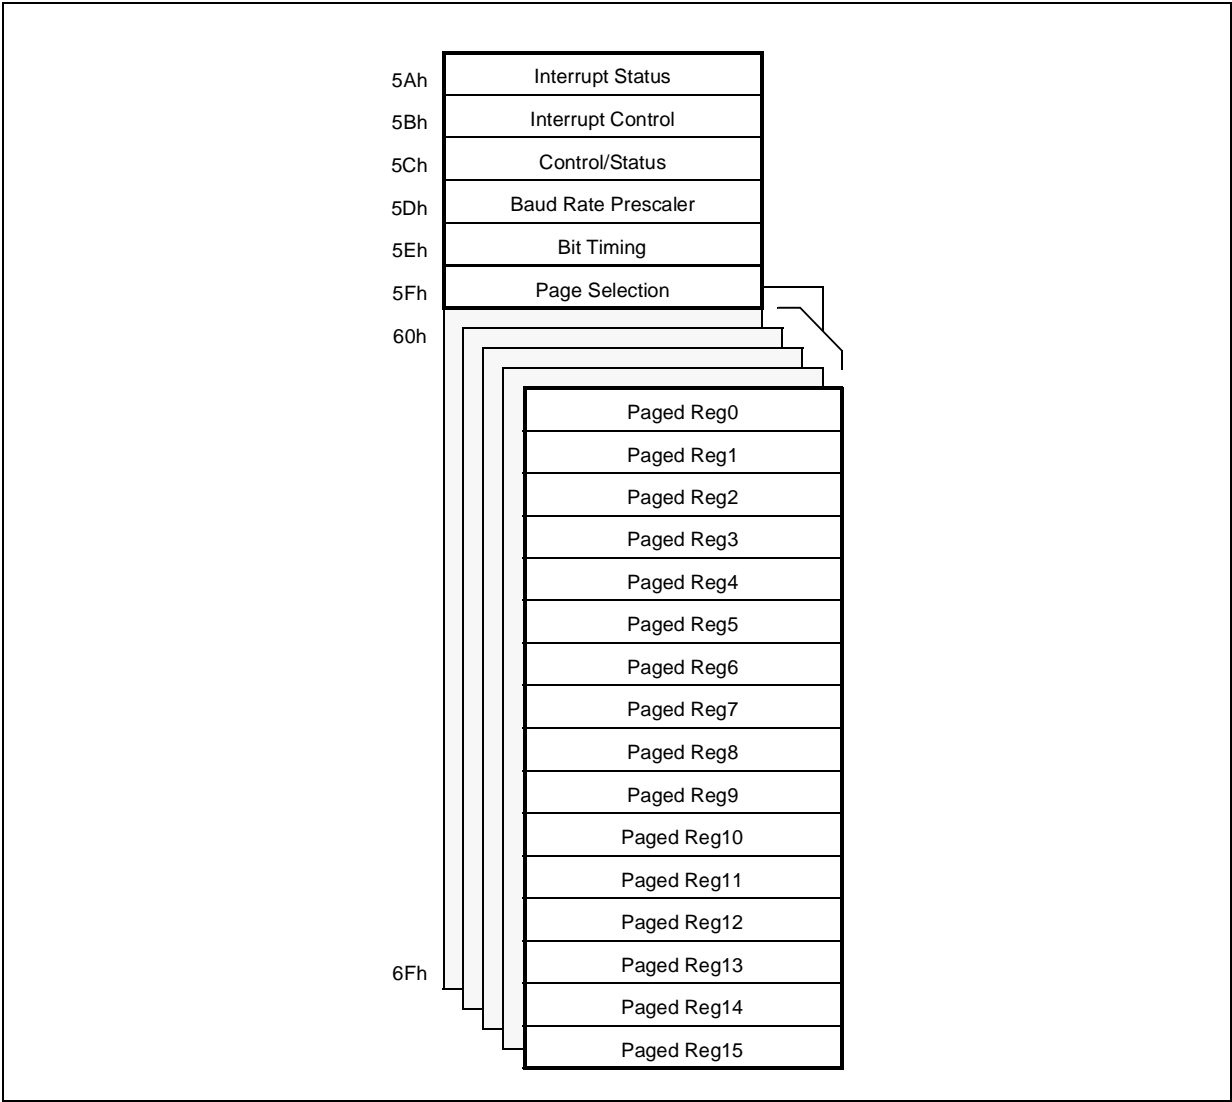 5Ah Interrupt Status
5Bh Interrupt Control
5Ch Control/Status
5Dh Baud Rate Prescaler
5Eh Bit Timing
5Fh Page Selection
60h
Paged Reg0
Paged Reg1
Paged Reg2
Paged Reg3
Paged Reg4
Paged Reg5
Paged Reg6
Paged Reg7
Paged Reg8
Paged Reg9
Paged Reg10
Paged Reg11
Paged Reg12
6Fh Paged Reg13
Paged Reg14
Paged Reg15